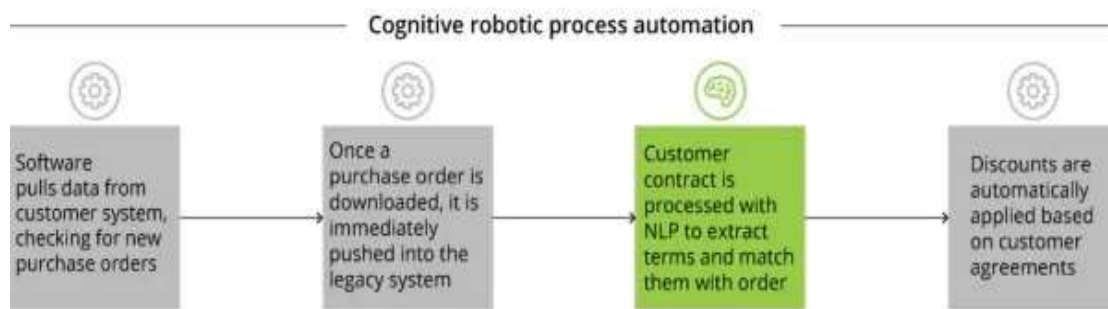 Cognitive robotic process automation
Software
pulls data from
customer system,
checking for new
purchase orders
Once a
purchase order is
downloaded, it is
immediately
pushed into the
legacy system
Customer
contract is
processed with
NLP to extract
terms and match
them with order
Discounts are
automatically
applied based
on customer
agreements